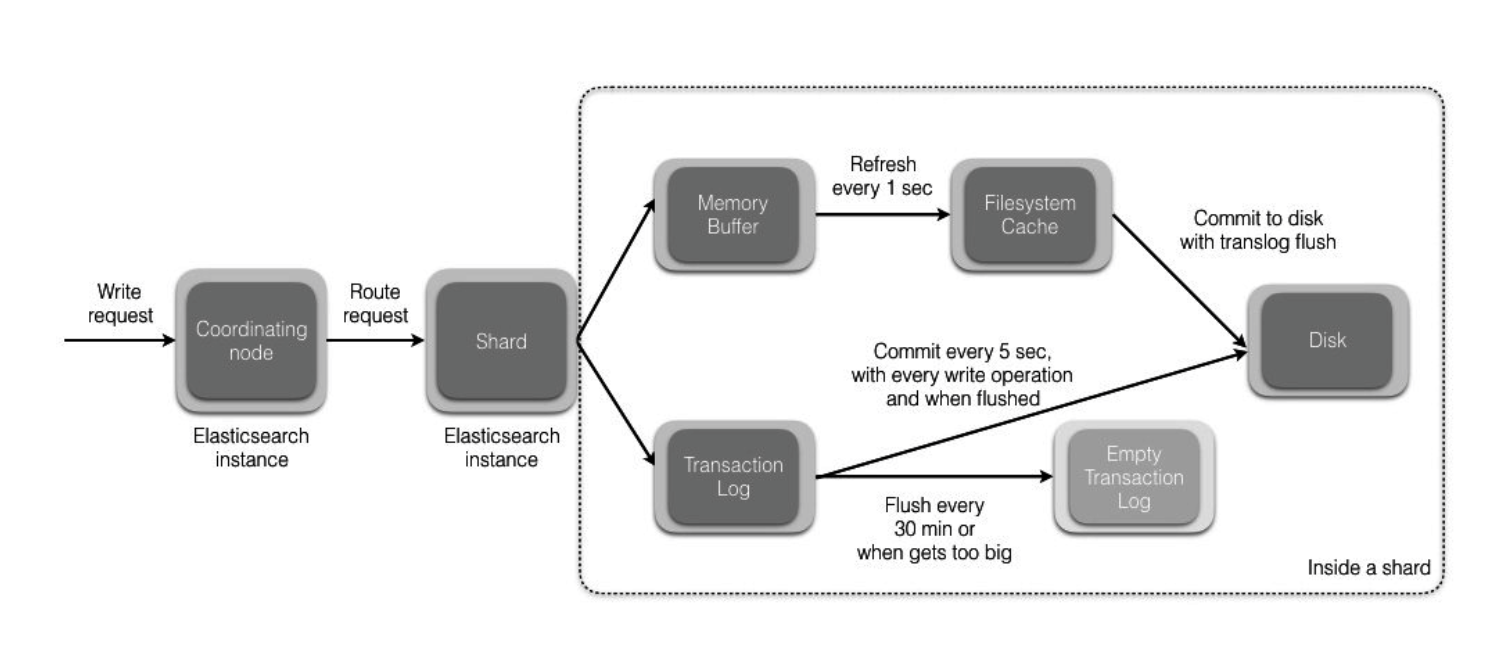 Write
request
Coordinating
node
Elasticsearch
instance
Route
request
Shard
Elasticsearch
instance
Memory
Buffer
Refresh
every 1 sec
Filesystem
Cache
Commit to disk
with translog flush
Disk
Commit every 5 sec,
with every write operation
and when flushed
Transaction
Log
Flush every
30 min or
when gets too big
Empty
Transaction
Log
Inside a shard